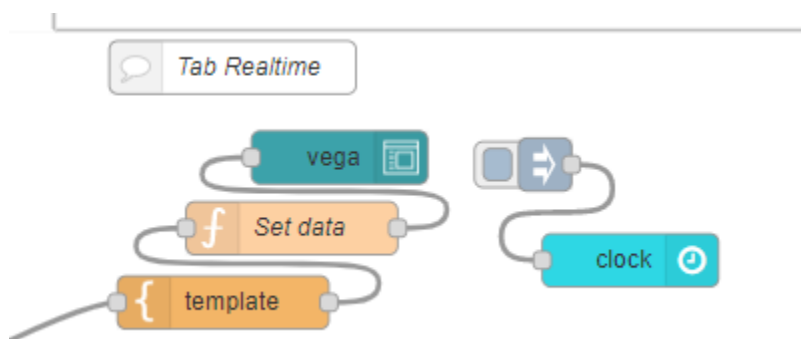 Tab Realtime
vega
Set data
clock
template